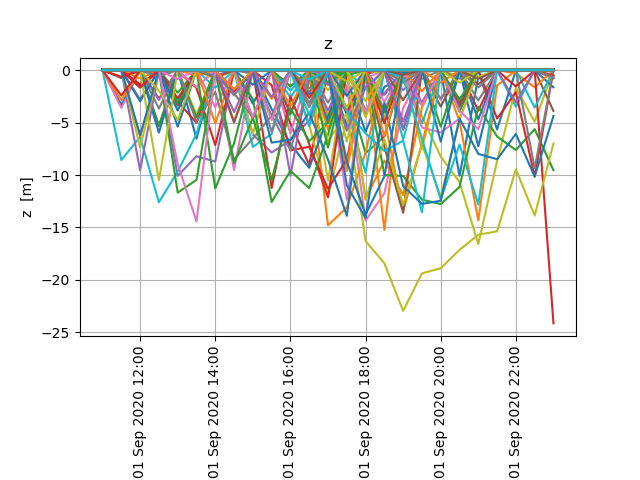 z
0
−5
−10
−15
−20
−25
z [m]
01 Sep 2020 12:00
01 Sep 2020 14:00
01 Sep 2020 16:00
01 Sep 2020 18:00
01 Sep 2020 20:00
01 Sep 2020 22:00